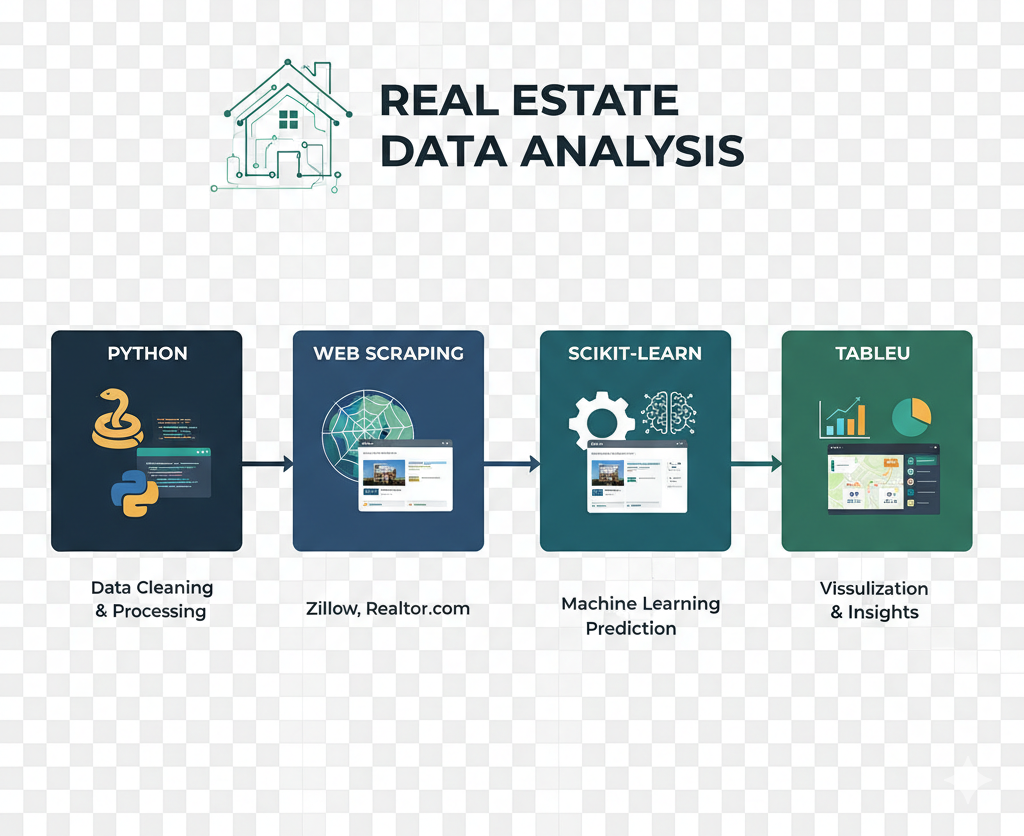 REAL ESTATE
DATA ANALYSIS
PYTHON
WEB SCRAPING
SCIKIT-LEARN
TABLEU
Data Cleaning
& Processing
Zillow, Realtor.com
Machine Learning
Prediction
Vissulization
& Insights